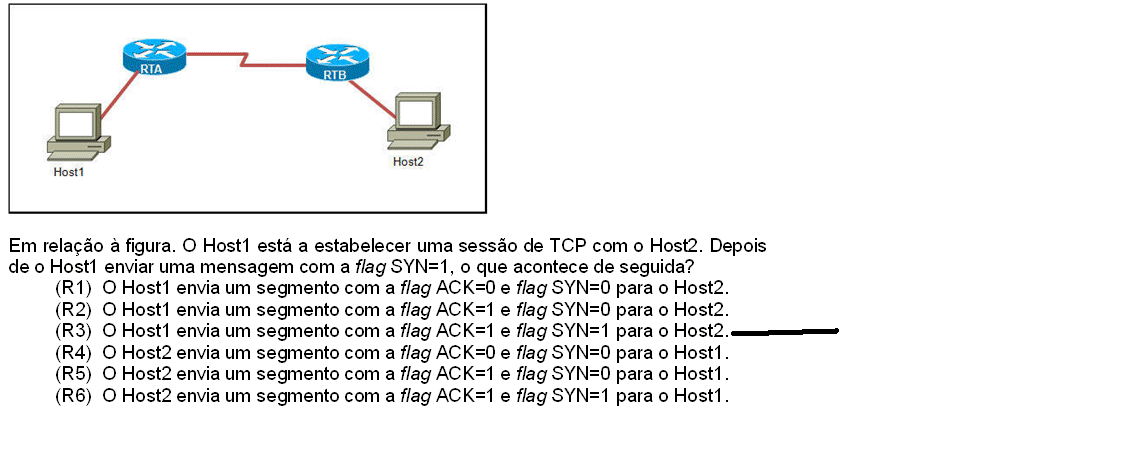 RTA
RTB
Host1
Host2
Em relação à figura. O Host1 está a estabelecer uma sessão de TCP com o Host2. Depois
de o Host1 enviar uma mensagem com a flag SYN=1, o que acontece de seguida?
(R1) O Host1 envia um segmento com a flag ACK=0 e flag SYN=0 para o Host2.
(R2) O Host1 envia um segmento com a flag ACK=1 e flag SYN=0 para o Host2.
(R3) O Host1 envia um segmento com a flag ACK=1 e flag SYN=1 para o Host2.
(R4) O Host2 envia um segmento com a flag ACK=0 e flag SYN=0 para o Host1.
(R5) O Host2 envia um segmento com a flag ACK=1 e flag SYN=0 para o Host1.
(R6) O Host2 envia um segmento com a flag ACK=1 e flag SYN=1 para o Host1.